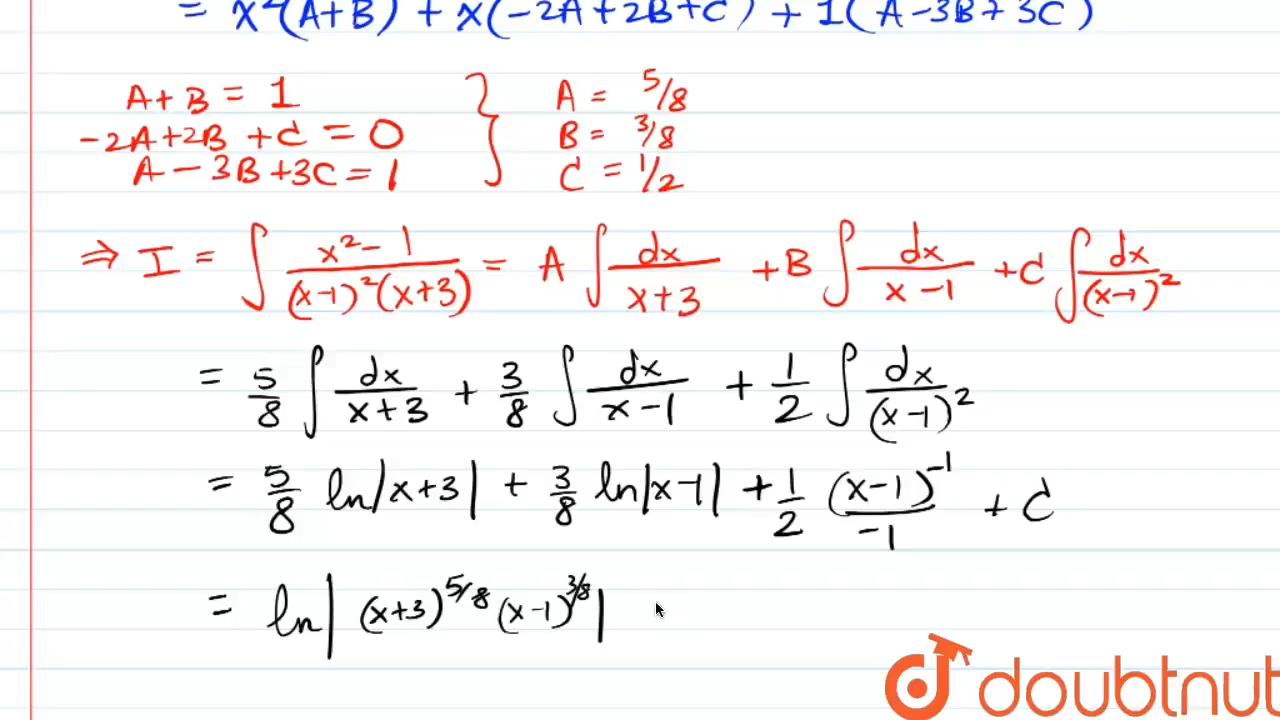 = x²(A+B) + x(-2A+2B+C) + 1(A-3B+3C)
A+B = 1
-2A+2B+C = 0
A-3B+3C = 1
A = 5/8
B = 3/8
C = 1/2
⇒ I = ∫ x²-1/(x-1)²(x+3) = A ∫ dx/x+3 + B ∫ dx/x-1 + C ∫ dx/(x-1)²
= 5/8 ∫ dx/x+3 + 3/8 ∫ dx/x-1 + 1/2 ∫ dx/(x-1)²
= 5/8 ln|x+3| + 3/8 ln|x-1| + 1/2 (x-1)⁻¹/-1 + C
= ln|(x+3)^5/8 (x-1)^3/8|
doubtnut